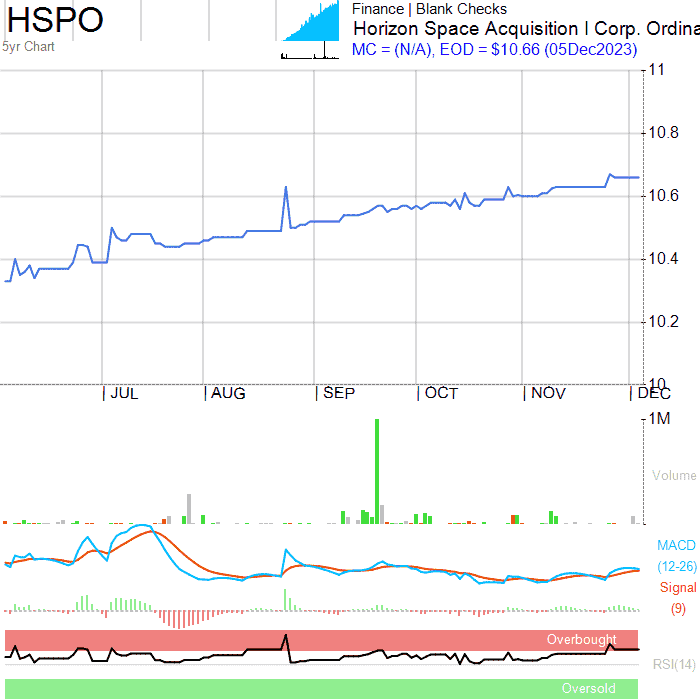 HSPO
5yr Chart
Finance | Blank Checks
Horizon Space Acquisition I Corp. Ordina
MC = (N/A), EOD = $10.66 (05Dec2023)
11
10.8
10.6
10.4
10.2
10
| JUL | AUG | SEP | OCT | NOV | DEC
1M
Volume
MACD
(12-26)
Signal
(9)
Overbought
RSI(14)
Oversold